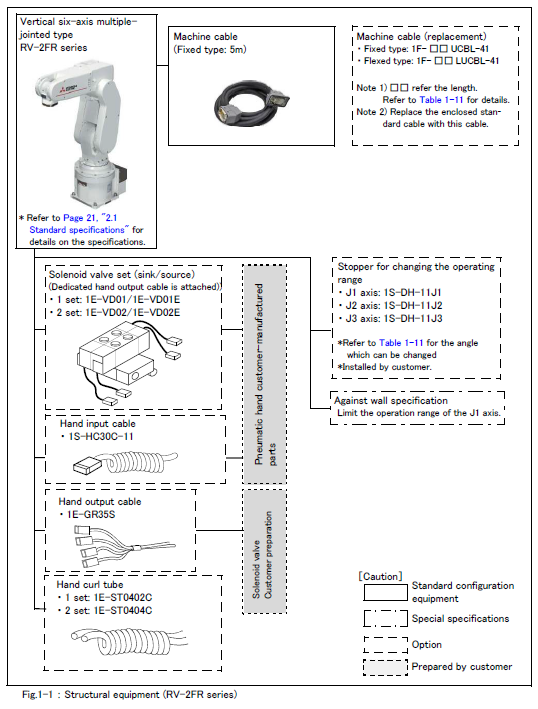 Vertical six-axis multiple-
jointed type
RV-2FR series
* Refer to Page 21, "2.1
Standard specifications" for
details on the specifications.
Machine cable
(Fixed type: 5m)
Machine cable (replacement)
・Fixed type: 1F- □□ UCBL-41
・Flexed type: 1F- □□ LUCBL-41
Note 1) □□ refer the length.
Refer to Table 1-11 for details.
Note 2) Replace the enclosed stan-
dard cable with this cable.
Solenoid valve set (sink/source)
(Dedicated hand output cable is attached)
・1 set: 1E-VD01/1E-VD01E
・2 set: 1E-VD02/1E-VD02E
Hand input cable
・1S-HC30C-11
Hand output cable
・1E-GR35S
Hand curl tube
・1 set: 1E-ST0402C
・2 set: 1E-ST0404C
Pneumatic hand customer-manufactured
parts
Solenoid valve
Customer preparation
Stopper for changing the operating
range
・J1 axis: 1S-DH-11J1
・J2 axis: 1S-DH-11J2
・J3 axis: 1S-DH-11J3
*Refer to Table 1-11 for the angle
which can be changed
*Installed by customer.
Against wall specification
Limit the operation range of the J1 axis.
[Caution]
Standard configuration
equipment
Special specifications
Option
Prepared by customer
Fig.1-1 : Structural equipment (RV-2FR series)